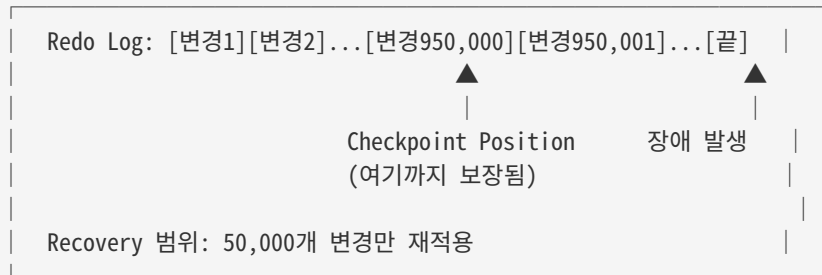 Redo Log: [변경1][변경2]...[변경950,000][변경950,001]...[끝]
Checkpoint Position 장애 발생
(여기까지 보장됨)
Recovery 범위: 50,000개 변경만 재적용